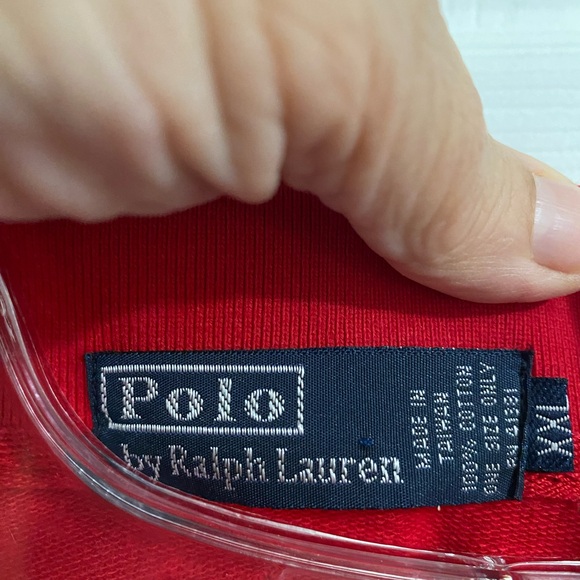 Polo
by Ralph Lauren
MADE IN
TAIWAN
100% COTTON
ONE SIZE ONLY
RN 41381
XXL